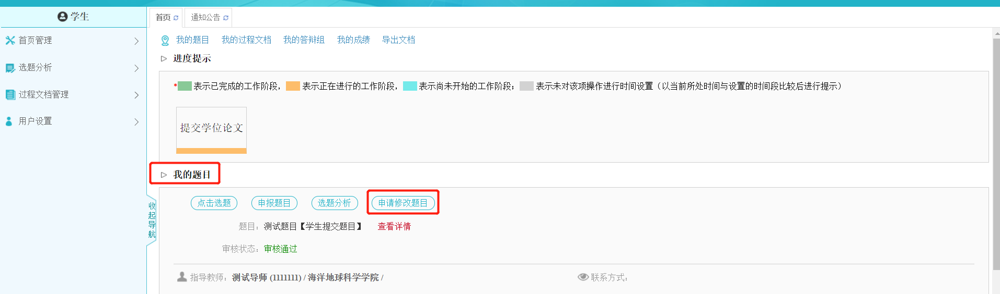 学生
首页管理
选题分析
过程文档管理
用户设置
首页 通知公告
我的题目 我的过程文档 我的答辩组 我的成绩 导出文档
进度提示
* 表示已完成的工作阶段， 表示正在进行的工作阶段， 表示尚未开始的工作阶段； 表示未对该项操作进行时间设置（以当前所处时间与设置的时间段比较后进行提示）
提交学位论文
我的题目
收起导航
点击选题 申报题目 选题分析 申请修改题目
题目：测试题目【学生提交题目】 查看详情
审核状态：审核通过
指导教师：测试导师 (1111111) / 海洋地球科学学院 / 联系方式：